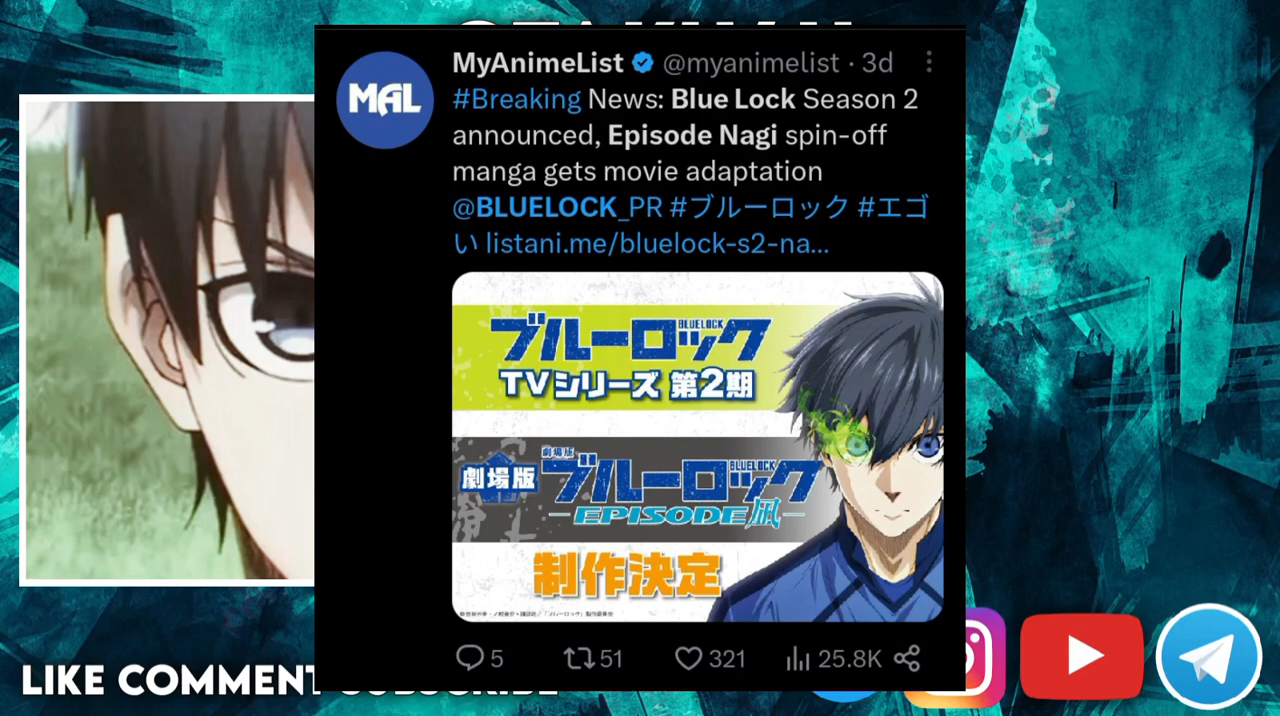 MyAnimeList @myanimelist · 3d
MAL
#Breaking News: Blue Lock Season 2
announced, Episode Nagi spin-off
manga gets movie adaptation
@BLUELOCK_PR #ブルーロック #エゴ
い listani.me/bluelock-s2-na...
BLUELOCK
ブルーロック
TVシリーズ 第2期
劇場版
劇場版
BLUELOCK
ブルーロック
-EPISODE凪-
制作決定
5 51 321 25.8K
LIKE COMMENT SUBSCRIBE